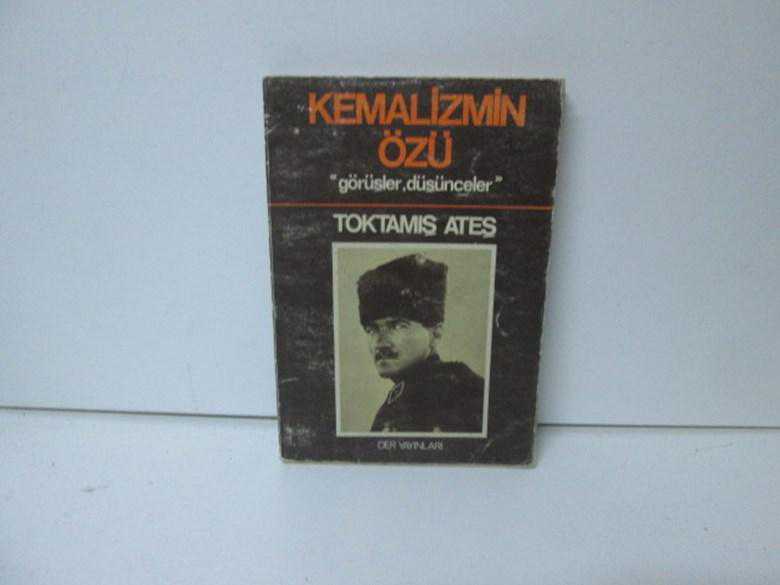 KEMALİZMİN
ÖZÜ
"görüşler,düşünceler"
TOKTAMIŞ ATEŞ
DER YAYINLARI